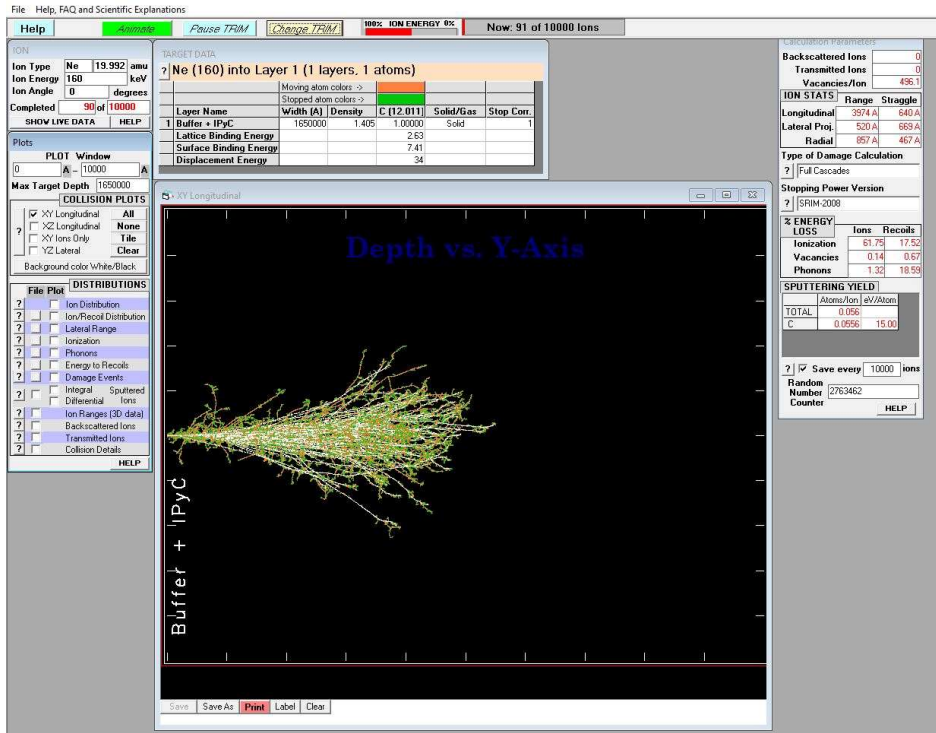 File Help, FAQ and Scientific Explanations
Help Animate Pause TRIM Change TRIM 100% ION ENERGY 0% Now: 91 of 10000 Ions
ION
Ion Type Ne 19.992 amu
Ion Energy 160 keV
Ion Angle 0 degrees
Completed 90 of 10000
SHOW LIVE DATA HELP
Plots
PLOT Window
0 A - 10000 A
Max Target Depth 1650000
COLLISION PLOTS
? XY Longitudinal All
XZ Longitudinal None
XY Ions Only Tile
YZ Lateral Clear
Background color White/Black
File Plot DISTRIBUTIONS
? Ion Distribution
? Ion/Recoil Distribution
? Lateral Range
? Ionization
? Phonons
? Energy to Recoils
? Damage Events
? Integral Sputtered
Differential Ions
? Ion Ranges (3D data)
? Backscattered Ions
? Transmitted Ions
? Collision Details
HELP
TARGET DATA
? Ne (160) into Layer 1 (1 layers, 1 atoms)
Moving atom colors ->
Stopped atom colors ->
Layer Name Width (A) Density C (12.011) Solid/Gas Stop Corr.
1 Buffer + IPyC 1650000 1.405 1.00000 Solid 1
Lattice Binding Energy 2.63
Surface Binding Energy 7.41
Displacement Energy 34
XY Longitudinal
Depth vs. Y-Axis
Buffer + IPyC
Save Save As Print Label Clear
Calculation Parameters
Backscattered Ions 0
Transmitted Ions 0
Vacancies/Ion 496.1
ION STATS Range Straggle
Longitudinal 3974 A 640 A
Lateral Proj. 520 A 669 A
Radial 857 A 467 A
Type of Damage Calculation
? Full Cascades
Stopping Power Version
? SRIM-2008
% ENERGY LOSS Ions Recoils
Ionization 61.75 17.52
Vacancies 0.14 0.67
Phonons 1.32 18.59
SPUTTERING YIELD
Atoms/Ion eV/Atom
TOTAL 0.056
C 0.0556 15.00
? Save every 10000 ions
Random
Number 2763462
Counter
HELP